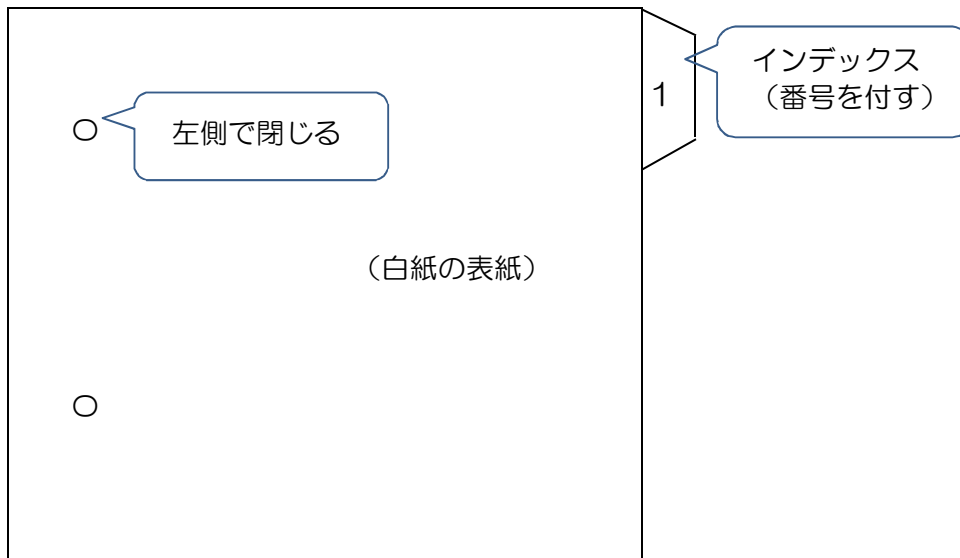 インデックス
（番号を付す）
1
左側で閉じる
（白紙の表紙）